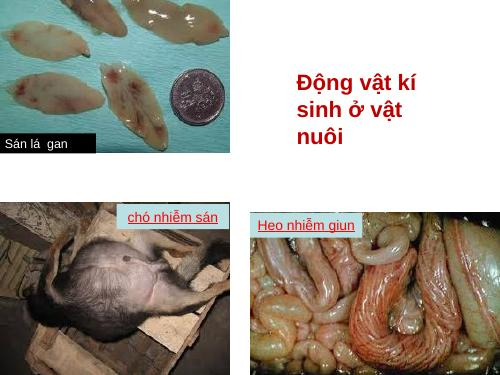 Động vật kí
sinh ở vật
nuôi
Sán lá  gan
chó nhiễm sán
Heo nhiễm giun